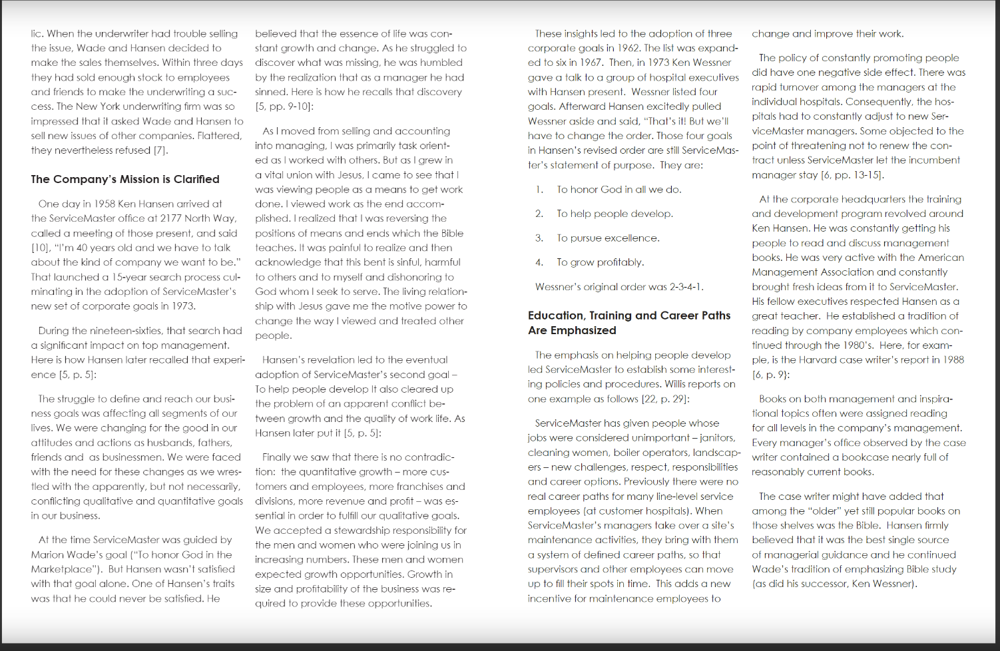 lic. When the underwriter had trouble selling
the issue, Wade and Hansen decided to
make the sales themselves. Within three days
they had sold enough stock to employees
and friends to make the underwriting a suc-
cess. The New York underwriting firm was so
impressed that it asked Wade and Hansen to
sell new issues of other companies. Flattered,
they nevertheless refused [7].
The Company's Mission is Clarified
One day in 1958 Ken Hansen arrived at
the ServiceMaster office at 2177 North Way,
called a meeting of those present, and said
[10], “I'm 40 years old and we have to talk
about the kind of company we want to be.”
That launched a 15-year search process cul-
minating in the adoption of ServiceMaster's
new set of corporate goals in 1973.
During the nineteen-sixties, that search had
a significant impact on top management.
Here is how Hansen later recalled that experi-
ence [5, p. 5]:
The struggle to define and reach our busi-
ness goals was affecting all segments of our
lives. We were changing for the good in our
attitudes and actions as husbands, fathers,
friends and  as businessmen. We were faced
with the need for these changes as we wres-
tled with the apparently, but not necessarily,
conflicting qualitative and quantitative goals
in our business.
At the time ServiceMaster was guided by
Marion Wade's goal (“To honor God in the
Marketplace”).  But Hansen wasn't satisfied
with that goal alone. One of Hansen's traits
was that he could never be satisfied. He
believed that the essence of life was con-
stant growth and change. As he struggled to
discover what was missing, he was humbled
by the realization that as a manager he had
sinned. Here is how he recalls that discovery
[5, pp. 9-10]:
As I moved from selling and accounting
into managing, I was primarily task orient-
ed as I worked with others. But as I grew in
a vital union with Jesus, I came to see that I
was viewing people as a means to get work
done. I viewed work as the end accom-
plished. I realized that I was reversing the
positions of means and ends which the Bible
teaches. It was painful to realize and then
acknowledge that this bent is sinful, harmful
to others and to myself and dishonoring to
God whom I seek to serve. The living relation-
ship with Jesus gave me the motive power to
change the way I viewed and treated other
people.
Hansen's revelation led to the eventual
adoption of ServiceMaster's second goal –
To help people develop It also cleared up
the problem of an apparent conflict be-
tween growth and the quality of work life. As
Hansen later put it [5, p. 5]:
Finally we saw that there is no contradic-
tion:  the quantitative growth – more cus-
tomers and employees, more franchises and
divisions, more revenue and profit – was es-
sential in order to fulfill our qualitative goals.
We accepted a stewardship responsibility for
the men and women who were joining us in
increasing numbers. These men and women
expected growth opportunities. Growth in
size and profitability of the business was re-
quired to provide these opportunities.
These insights led to the adoption of three
corporate goals in 1962. The list was expand-
ed to six in 1967.  Then, in 1973 Ken Wessner
gave a talk to a group of hospital executives
with Hansen present.  Wessner listed four
goals. Afterward Hansen excitedly pulled
Wessner aside and said, “That's it! But we'll
have to change the order. Those four goals
in Hansen's revised order are still ServiceMas-
ter's statement of purpose.  They are:
1. To honor God in all we do.
2. To help people develop.
3. To pursue excellence.
4. To grow profitably.
Wessner's original order was 2-3-4-1.
Education, Training and Career Paths
Are Emphasized
The emphasis on helping people develop
led ServiceMaster to establish some interest-
ing policies and procedures. Willis reports on
one example as follows [22, p. 29]:
ServiceMaster has given people whose
jobs were considered unimportant – janitors,
cleaning women, boiler operators, landscap-
ers – new challenges, respect, responsibilities
and career options. Previously there were no
real career paths for many line-level service
employees (at customer hospitals). When
ServiceMaster's managers take over a site's
maintenance activities, they bring with them
a system of defined career paths, so that
supervisors and other employees can move
up to fill their spots in time.  This adds a new
incentive for maintenance employees to
change and improve their work.
The policy of constantly promoting people
did have one negative side effect. There was
rapid turnover among the managers at the
individual hospitals. Consequently, the hos-
pitals had to constantly adjust to new Ser-
viceMaster managers. Some objected to the
point of threatening not to renew the con-
tract unless ServiceMaster let the incumbent
manager stay [6, pp. 13-15].
At the corporate headquarters the training
and development program revolved around
Ken Hansen. He was constantly getting his
people to read and discuss management
books. He was very active with the American
Management Association and constantly
brought fresh ideas from it to ServiceMaster.
His fellow executives respected Hansen as a
great teacher.  He established a tradition of
reading by company employees which con-
tinued through the 1980's.  Here, for exam-
ple, is the Harvard case writer's report in 1988
[6, p. 9}:
Books on both management and inspira-
tional topics often were assigned reading
for all levels in the company's management.
Every manager's office observed by the case
writer contained a bookcase nearly full of
reasonably current books.
The case writer might have added that
among the “older” yet still popular books on
those shelves was the Bible.  Hansen firmly
believed that it was the best single source
of managerial guidance and he continued
Wade's tradition of emphasizing Bible study
(as did his successor, Ken Wessner).